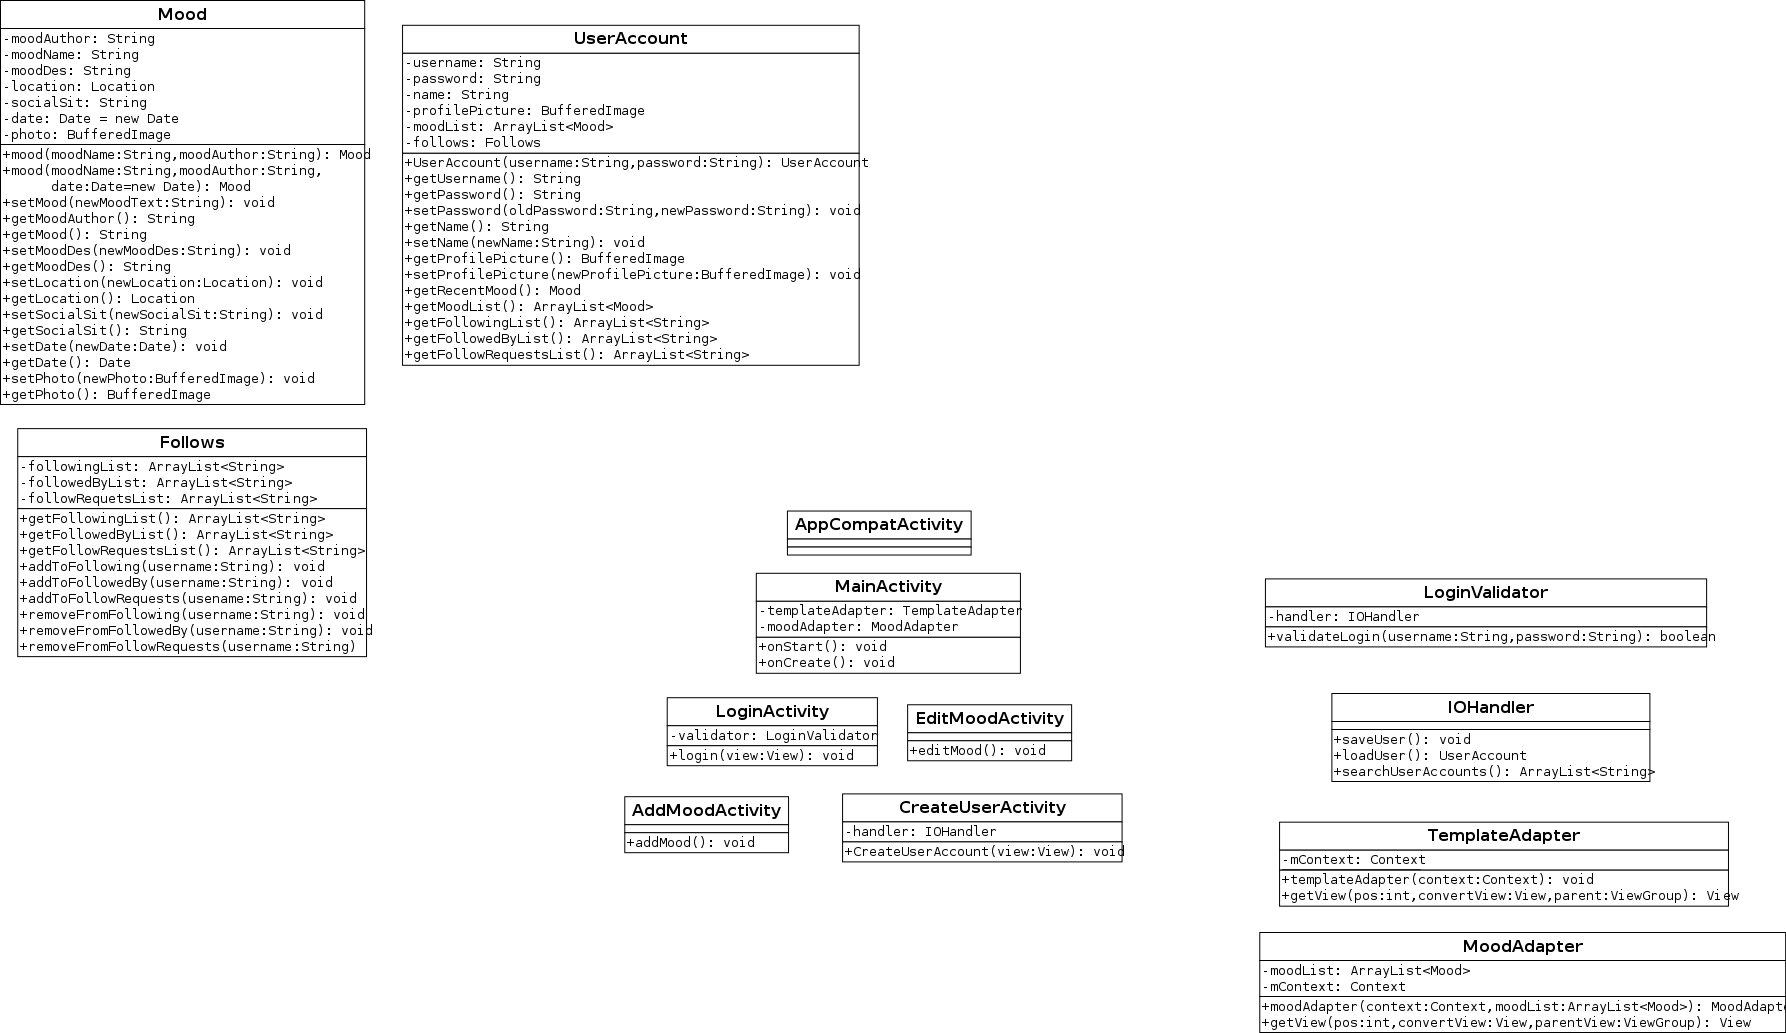 Mood
-moodAuthor: String
-moodName: String
-moodDes: String
-location: Location
-socialSit: String
-date: Date = new Date
-photo: BufferedImage
+mood(moodName:String,moodAuthor:String): Mood
+mood(moodName:String,moodAuthor:String,
date:Date=new Date): Mood
+setMood(newMoodText:String): void
+getMoodAuthor(): String
+getMood(): String
+setMoodDes(newMoodDes:String): void
+getMoodDes(): String
+setLocation(newLocation:Location): void
+getLocation(): Location
+setSocialSit(newSocialSit:String): void
+getSocialSit(): String
+setDate(newDate:Date): void
+getDate(): Date
+setPhoto(newPhoto:BufferedImage): void
+getPhoto(): BufferedImage
UserAccount
-username: String
-password: String
-name: String
-profilePicture: BufferedImage
-moodList: ArrayList<Mood>
-follows: Follows
+UserAccount(username:String,password:String): UserAccount
+getUsername(): String
+getPassword(): String
+setPassword(oldPassword:String,newPassword:String): void
+getName(): String
+setName(newName:String): void
+getProfilePicture(): BufferedImage
+setProfilePicture(newProfilePicture:BufferedImage): void
+getRecentMood(): Mood
+getMoodList(): ArrayList<Mood>
+getFollowingList(): ArrayList<String>
+getFollowedByList(): ArrayList<String>
+getFollowRequestsList(): ArrayList<String>
Follows
-followingList: ArrayList<String>
-followedByList: ArrayList<String>
-followRequetsList: ArrayList<String>
+getFollowingList(): ArrayList<String>
+getFollowedByList(): ArrayList<String>
+getFollowRequestsList(): ArrayList<String>
+addToFollowing(username:String): void
+addToFollowedBy(username:String): void
+addToFollowRequests(usename:String): void
+removeFromFollowing(username:String): void
+removeFromFollowedBy(username:String): void
+removeFromFollowRequests(username:String)
AppCompatActivity
MainActivity
-templateAdapter: TemplateAdapter
-moodAdapter: MoodAdapter
+onStart(): void
+onCreate(): void
LoginActivity
-validator: LoginValidator
+login(view:View): void
EditMoodActivity
+editMood(): void
AddMoodActivity
+addMood(): void
CreateUserActivity
-handler: IOHandler
+CreateUserAccount(view:View): void
LoginValidator
-handler: IOHandler
+validateLogin(username:String,password:String): boolean
IOHandler
+saveUser(): void
+loadUser(): UserAccount
+searchUserAccounts(): ArrayList<String>
TemplateAdapter
-mContext: Context
+templateAdapter(context:Context): void
+getView(pos:int,convertView:View,parent:ViewGroup): View
MoodAdapter
-moodList: ArrayList<Mood>
-mContext: Context
+moodAdapter(context:Context,moodList:ArrayList<Mood>):
+getView(pos:int,convertView:View,parentView:ViewGroup): View